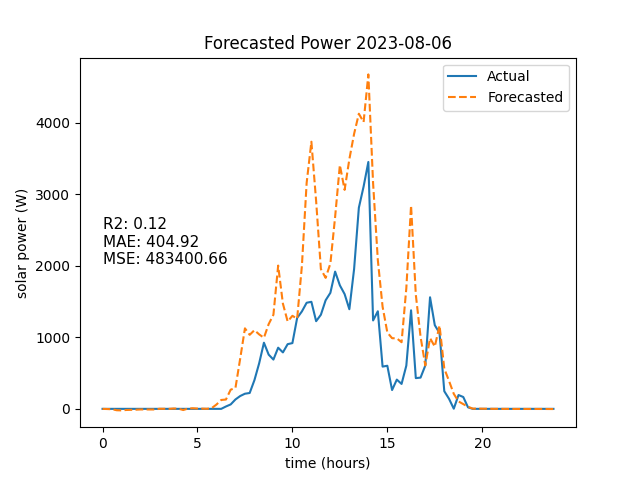 Forecasted Power 2023-08-06
Actual
Forecasted
R2: 0.12
MAE: 404.92
MSE: 483400.66
solar power (W)
4000
3000
2000
1000
0
0 5 10 15 20
time (hours)